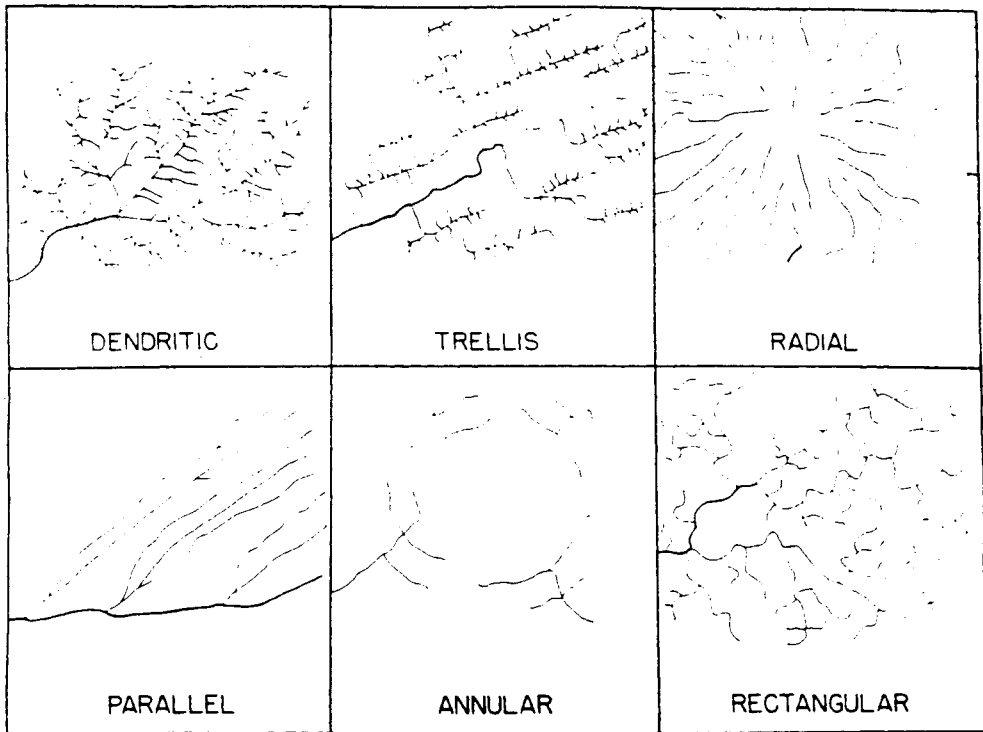 DENDRITIC
TRELLIS
RADIAL
PARALLEL
ANNULAR
RECTANGULAR